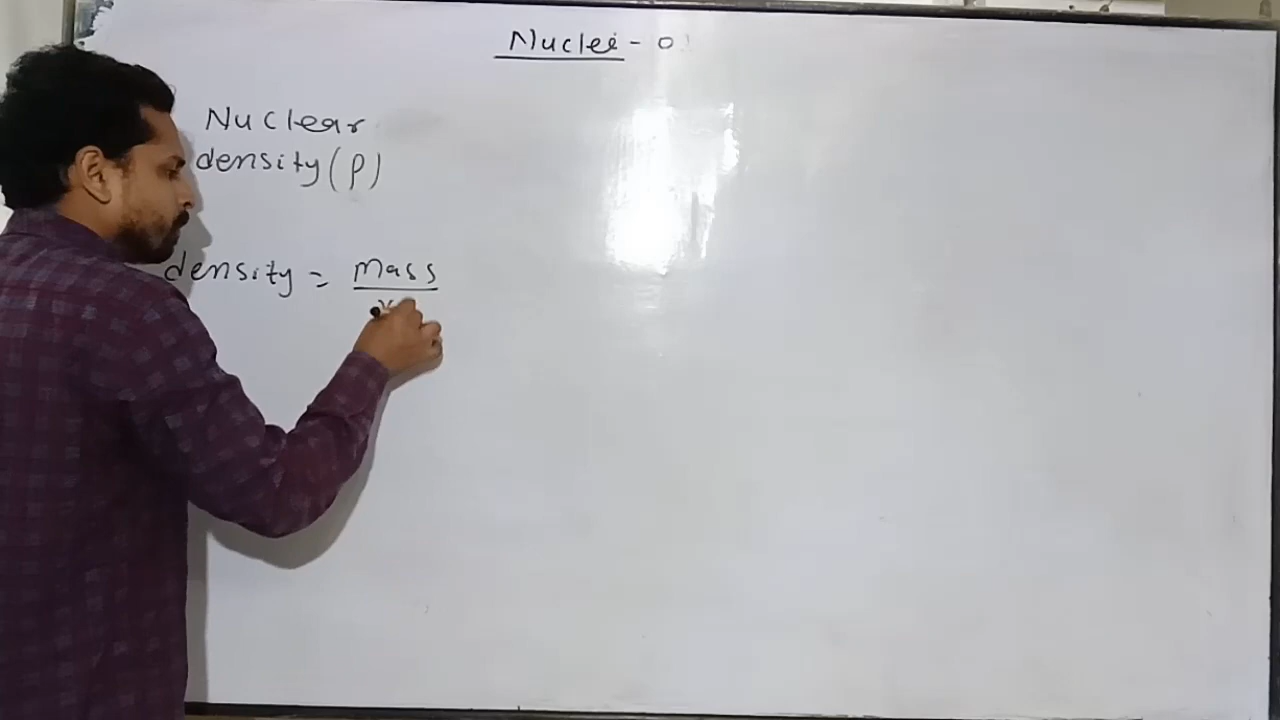 Nuclei - 0
Nuclear
density (ρ)
density = mass